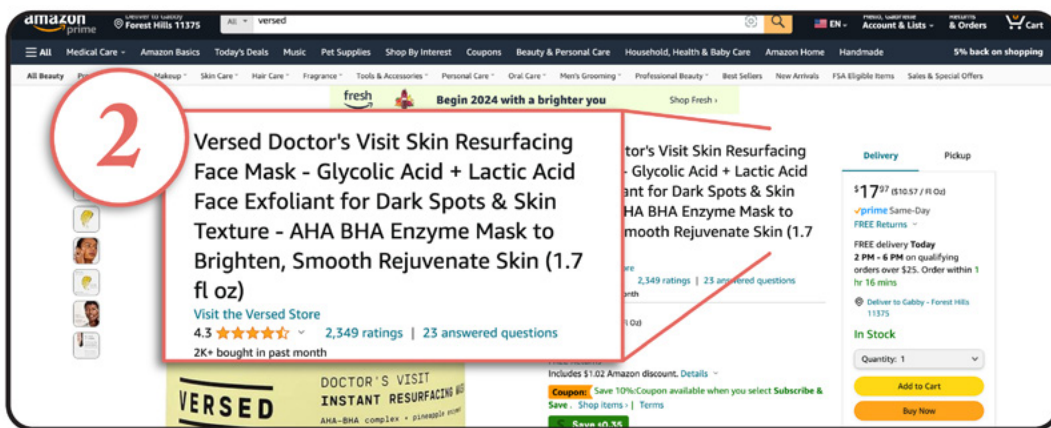 amazon
prime
Deliver to Gabby
Forest Hills 11375
All
versed
EN
Hello, Gabrielle
Account & Lists
Returns
& Orders
Cart
All Medical Care Amazon Basics Today's Deals Music Pet Supplies Shop By Interest Coupons Beauty & Personal Care Household, Health & Baby Care Amazon Home Handmade 5% back on shopping
All Beauty Makeup Skin Care Hair Care Fragrance Tools & Accessories Personal Care Oral Care Men's Grooming Professional Beauty Best Sellers New Arrivals FSA Eligible Items Sales & Special Offers
fresh Begin 2024 with a brighter you Shop Fresh ›
2
Versed Doctor's Visit Skin Resurfacing
Face Mask - Glycolic Acid + Lactic Acid
Face Exfoliant for Dark Spots & Skin
Texture - AHA BHA Enzyme Mask to
Brighten, Smooth Rejuvenate Skin (1.7
fl oz)
Visit the Versed Store
4.3 2,349 ratings | 23 answered questions
2K+ bought in past month
tor's Visit Skin Resurfacing
- Glycolic Acid + Lactic Acid
ant for Dark Spots & Skin
HA BHA Enzyme Mask to
mooth Rejuvenate Skin (1.7
re
2,349 ratings | 23 answered questions
nth
Includes $1.02 Amazon discount. Details
Coupon: Save 10%:Coupon available when you select Subscribe &
Save . Shop items › | Terms
Save $0.35
VERSED
DOCTOR'S VISIT
INSTANT RESURFACING
AHA-BHA complex + pineapple
Delivery Pickup
$17 97 ($10.57 / Fl Oz)
prime Same-Day
FREE Returns
FREE delivery Today
2 PM - 6 PM on qualifying
orders over $25. Order within 1
hr 16 mins
Deliver to Gabby - Forest Hills
11375
In Stock
Quantity: 1
Add to Cart
Buy Now